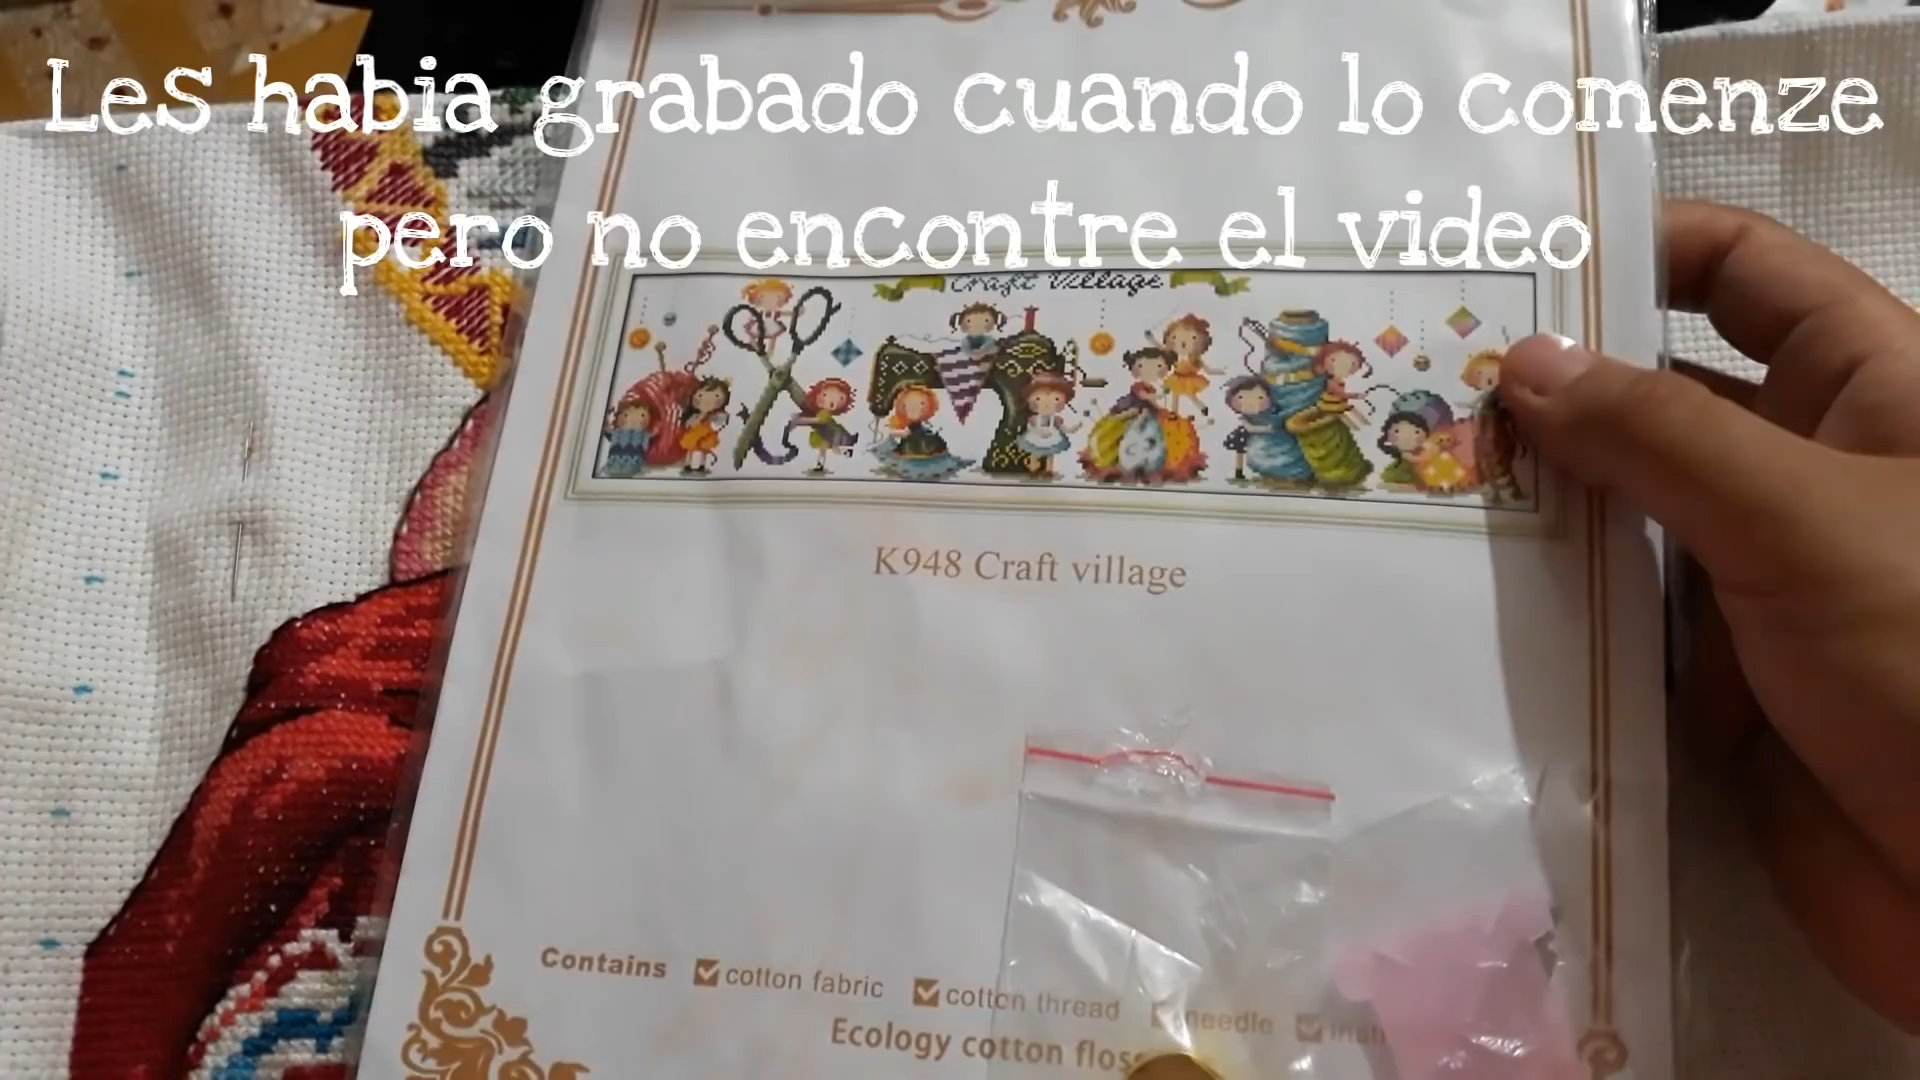 Les habia grabado cuando lo comenze
pero no encontre el video
Craft Village
K948 Craft village
Contains cotton fabric cotton thread needle
Ecology cotton floss